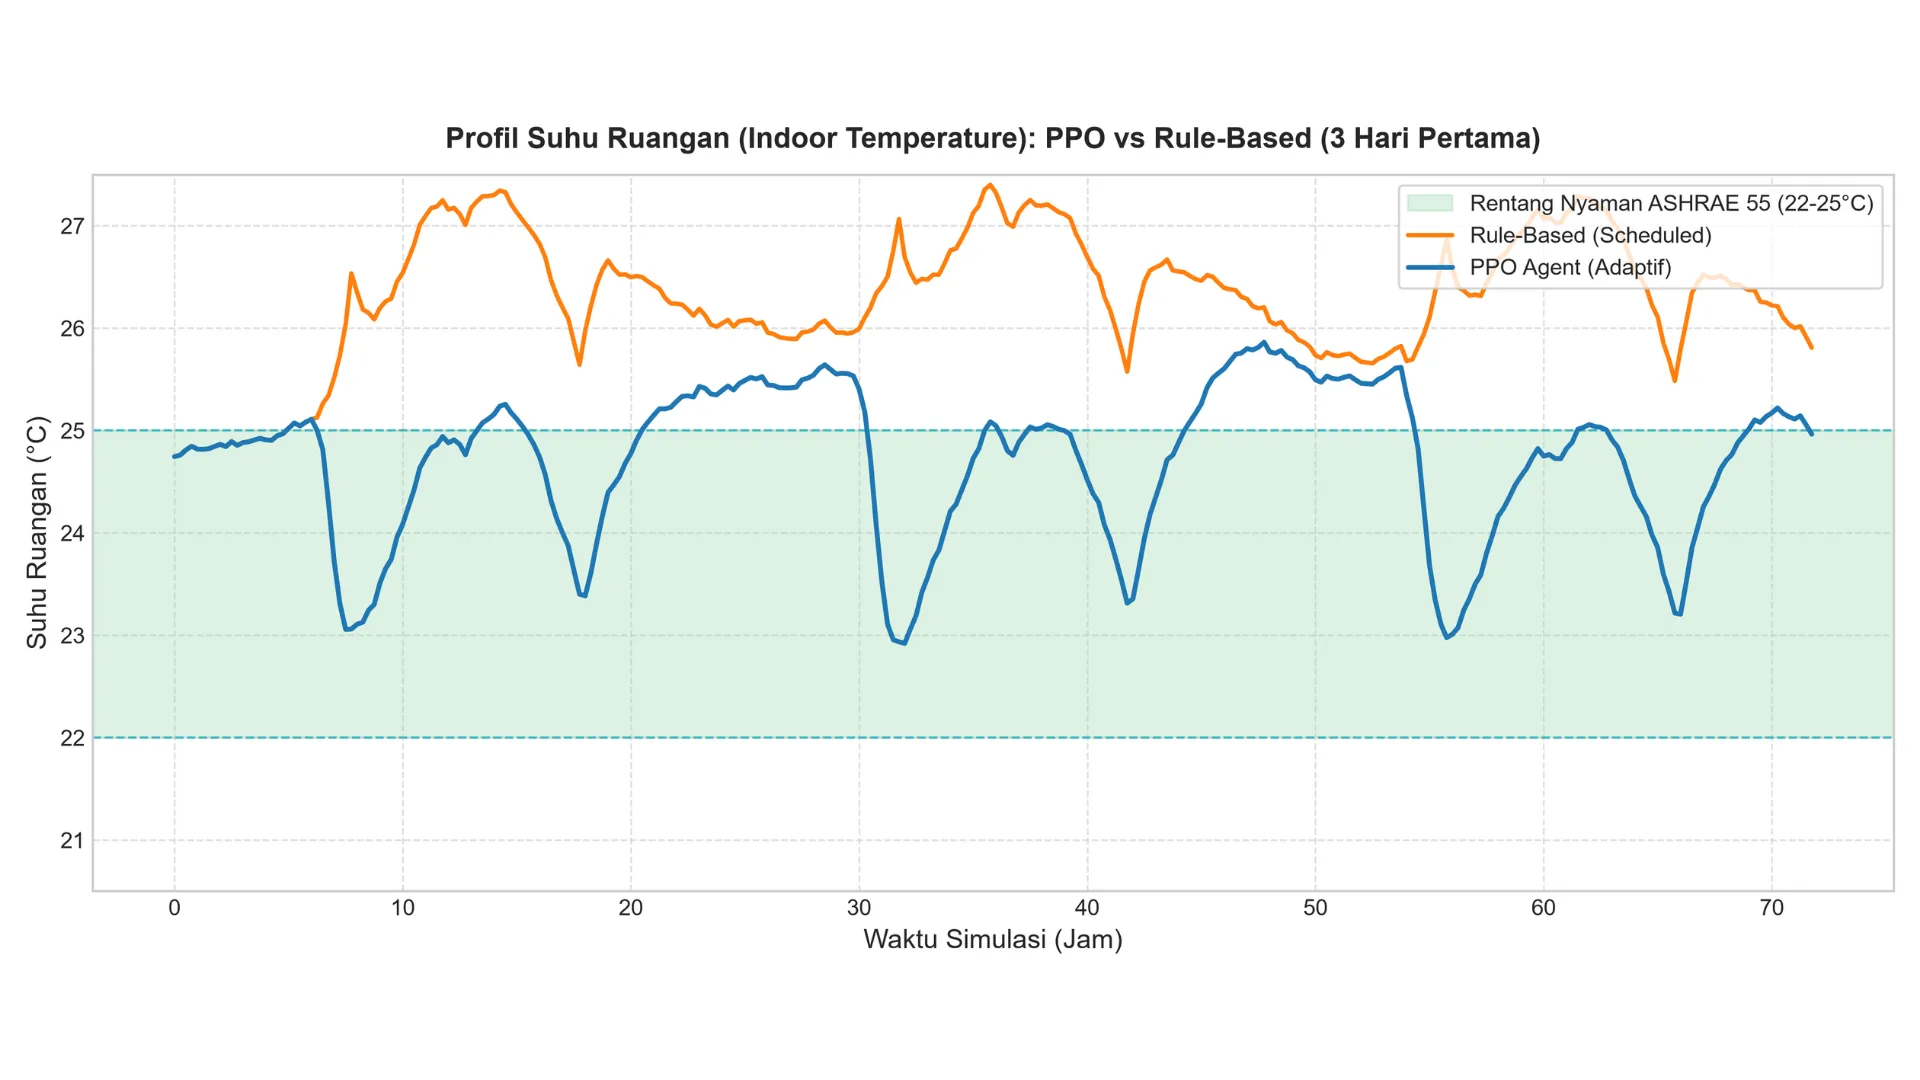 Profil Suhu Ruangan (Indoor Temperature): PPO vs Rule-Based (3 Hari Pertama)
Rentang Nyaman ASHRAE 55 (22-25°C)
Rule-Based (Scheduled)
PPO Agent (Adaptif)
Suhu Ruangan (°C)
27
26
25
24
23
22
21
0 10 20 30 40 50 60 70
Waktu Simulasi (Jam)